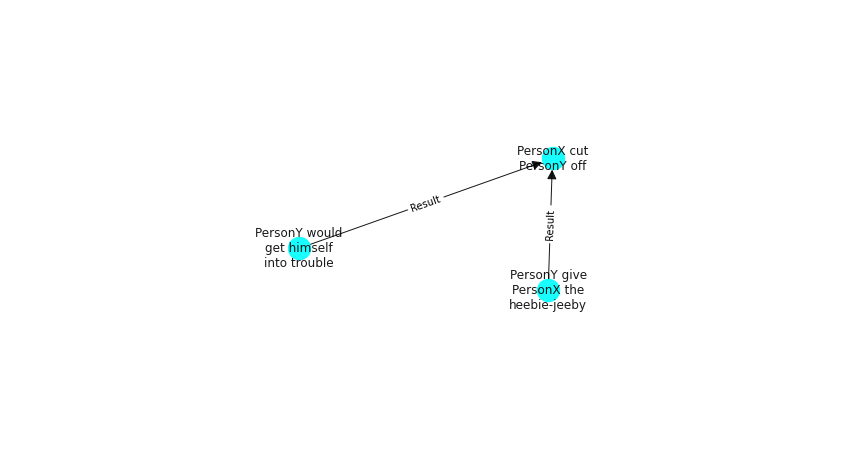 PersonX cut
PersonY off
Result
Result
PersonY would
get himself
into trouble
PersonY give
PersonX the
heebie-jeeby